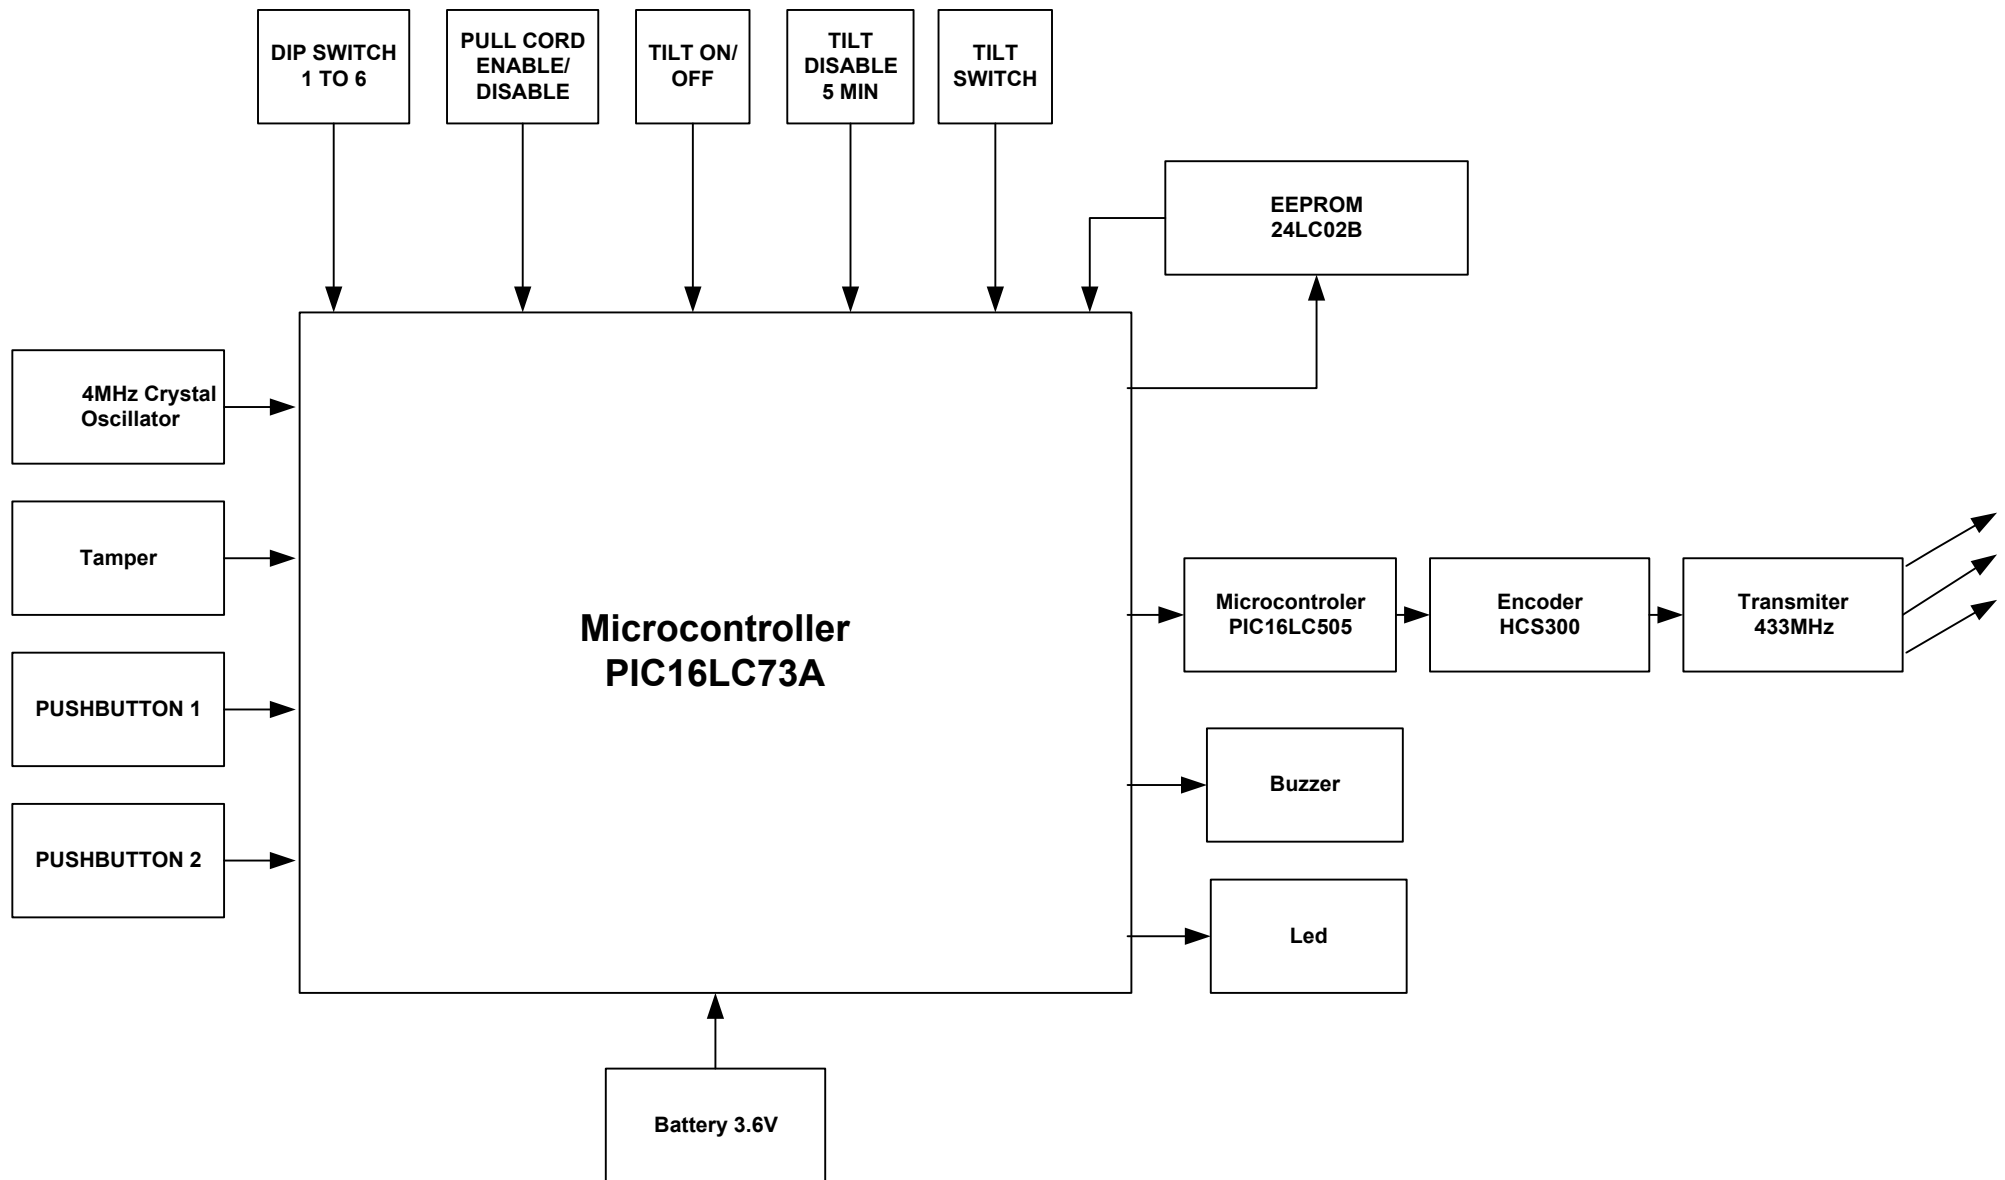 DIP SWITCH
1 TO 6
PULL CORD
ENABLE/
DISABLE
TILT ON/
OFF
TILT
DISABLE
5 MIN
TILT
SWITCH
EEPROM
24LC02B
4MHz Crystal
Oscillator
Tamper
PUSHBUTTON 1
PUSHBUTTON 2
Microcontroller
PIC16LC73A
Microcontroler
PIC16LC505
Encoder
HCS300
Transmiter
433MHz
Buzzer
Led
Battery 3.6V